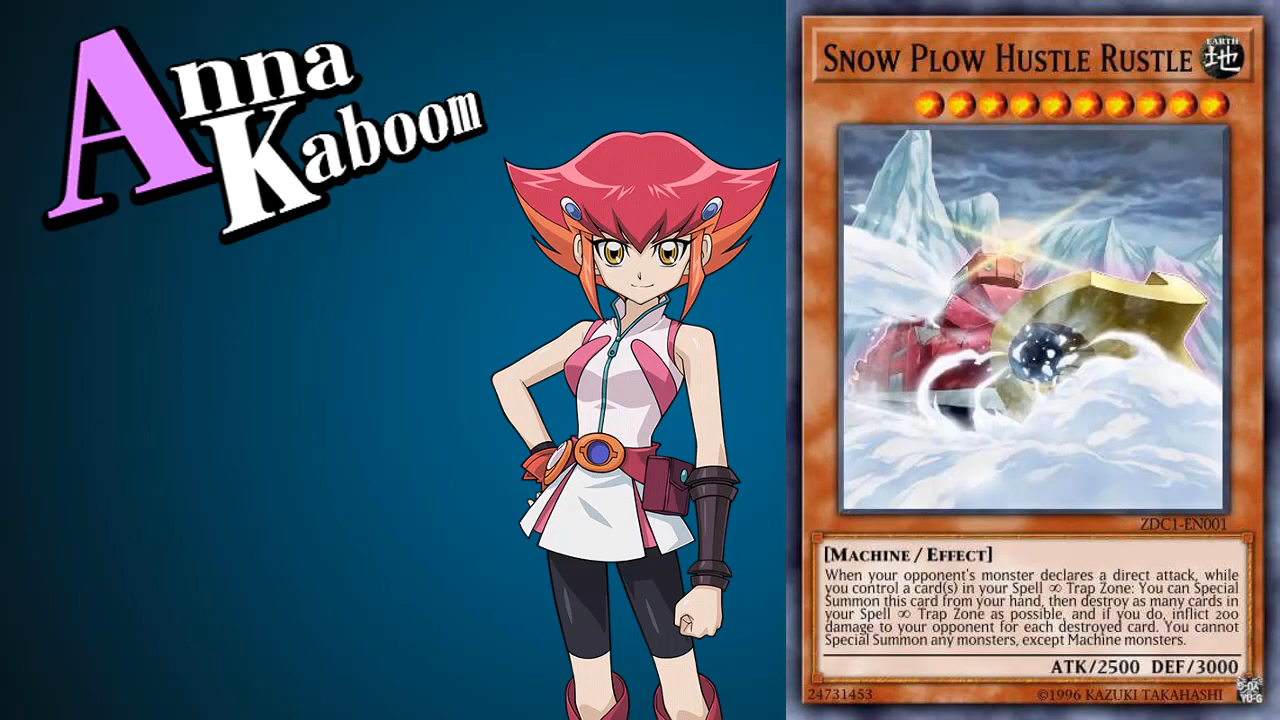 Anna
Kaboom
SNOW PLOW HUSTLE RUSTLE
EARTH
地
ZDC1-EN001
[MACHINE / EFFECT]
When your opponent's monster declares a direct attack, while
you control a card(s) in your Spell ∞ Trap Zone: You can Special
Summon this card from your hand, then destroy as many cards in
your Spell ∞ Trap Zone as possible, and if you do, inflict 200
damage to your opponent for each destroyed card. You cannot
Special Summon any monsters, except Machine monsters.
ATK/2500 DEF/3000
24731453
©1996 KAZUKI TAKAHASHI